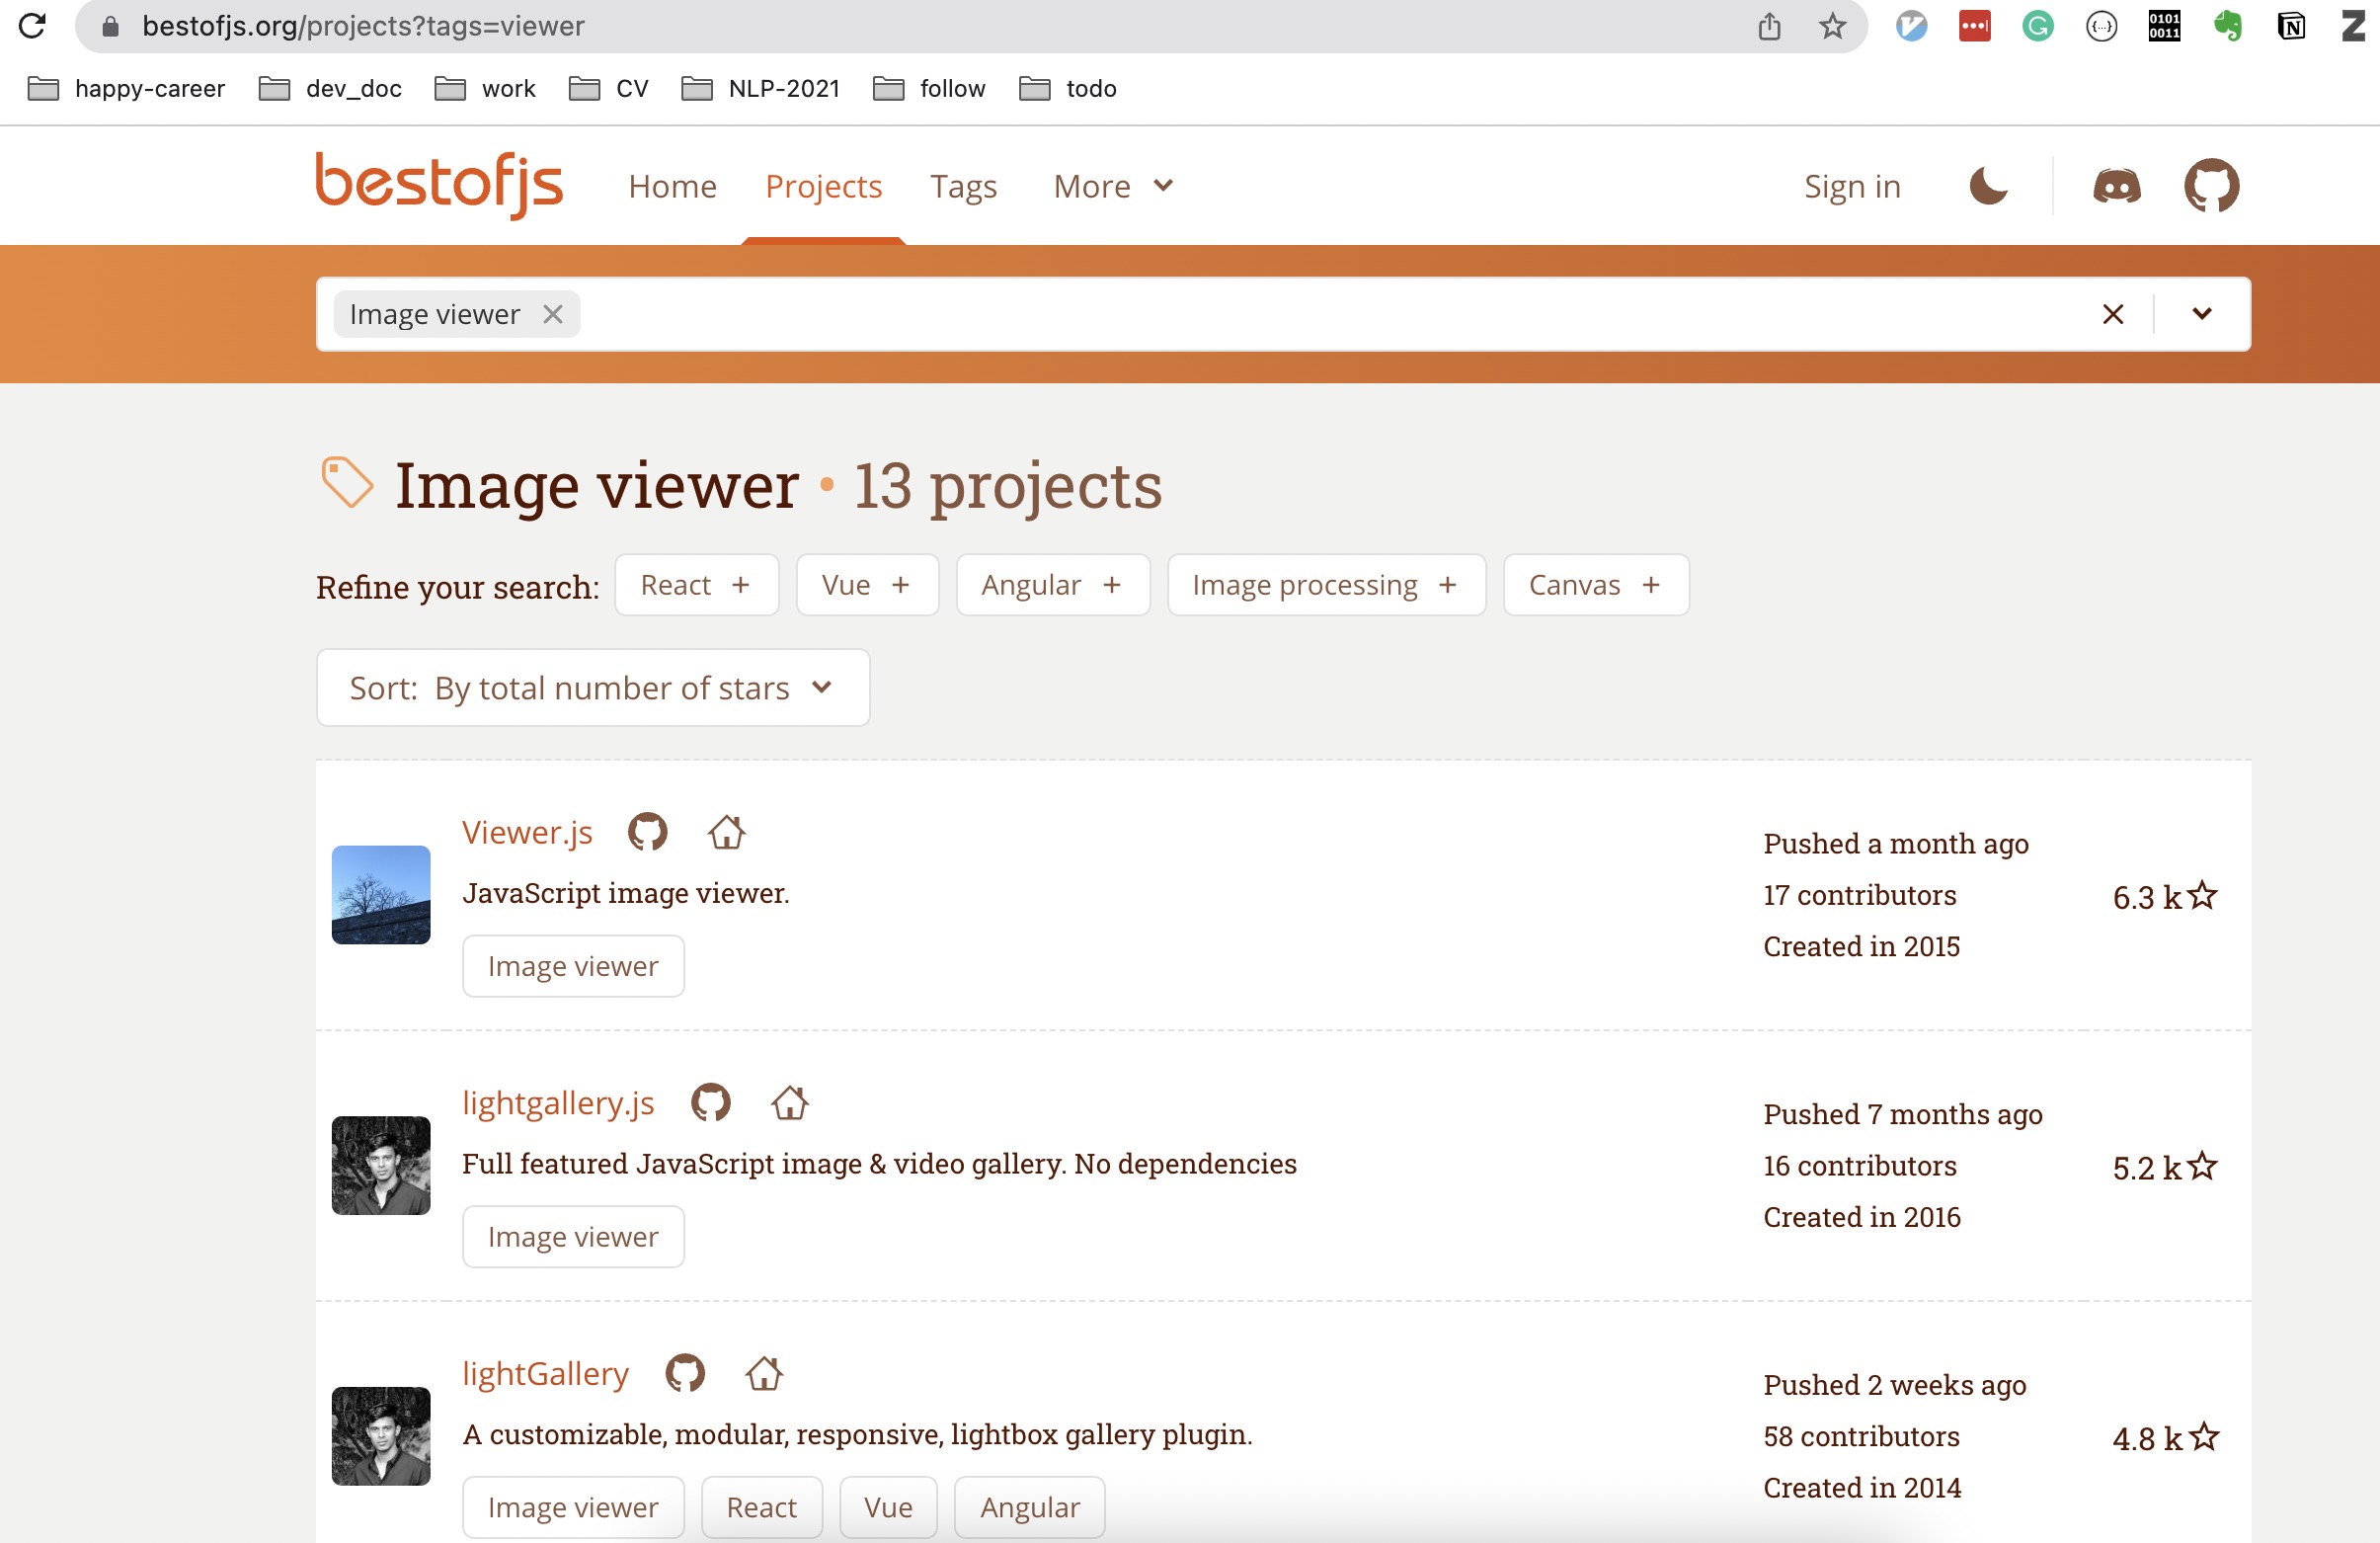 bestofjs.org/projects?tags=viewer
0101
0011
happy-career dev_doc work CV NLP-2021 follow todo
bestofjs Home Projects Tags More Sign in
Image viewer
Image viewer • 13 projects
Refine your search: React + Vue + Angular + Image processing + Canvas +
Sort: By total number of stars
Viewer.js
JavaScript image viewer.
Image viewer
Pushed a month ago
17 contributors
Created in 2015
6.3 k
lightgallery.js
Full featured JavaScript image & video gallery. No dependencies
Image viewer
Pushed 7 months ago
16 contributors
Created in 2016
5.2 k
lightGallery
A customizable, modular, responsive, lightbox gallery plugin.
Image viewer React Vue Angular
Pushed 2 weeks ago
58 contributors
Created in 2014
4.8 k